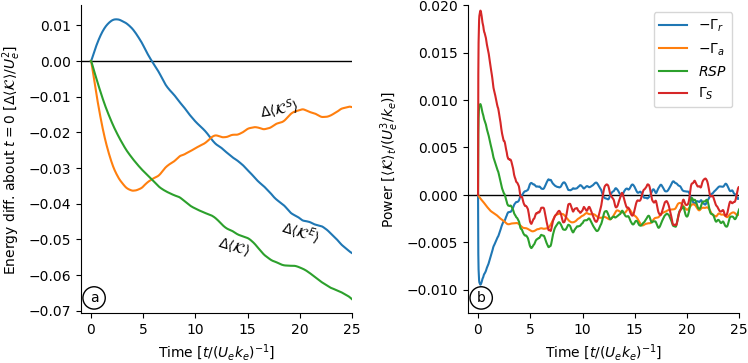 Energy diff. about t = 0 [Δ⟨𝒦⟩/U_e^2]
0.01
0.00
−0.01
−0.02
−0.03
−0.04
−0.05
−0.06
−0.07
Δ⟨𝒦^S⟩
Δ⟨𝒦^E⟩
Δ⟨𝒦⟩
a
0 5 10 15 20 25
Time [t/(U_e k_e)^{−1}]
Power [⟨𝒦⟩_t/(U_e^3/k_e)]
0.020
0.015
0.010
0.005
0.000
−0.005
−0.010
−Γ_r
−Γ_a
RSP
Γ_S
b
0 5 10 15 20 25
Time [t/(U_e k_e)^{−1}]